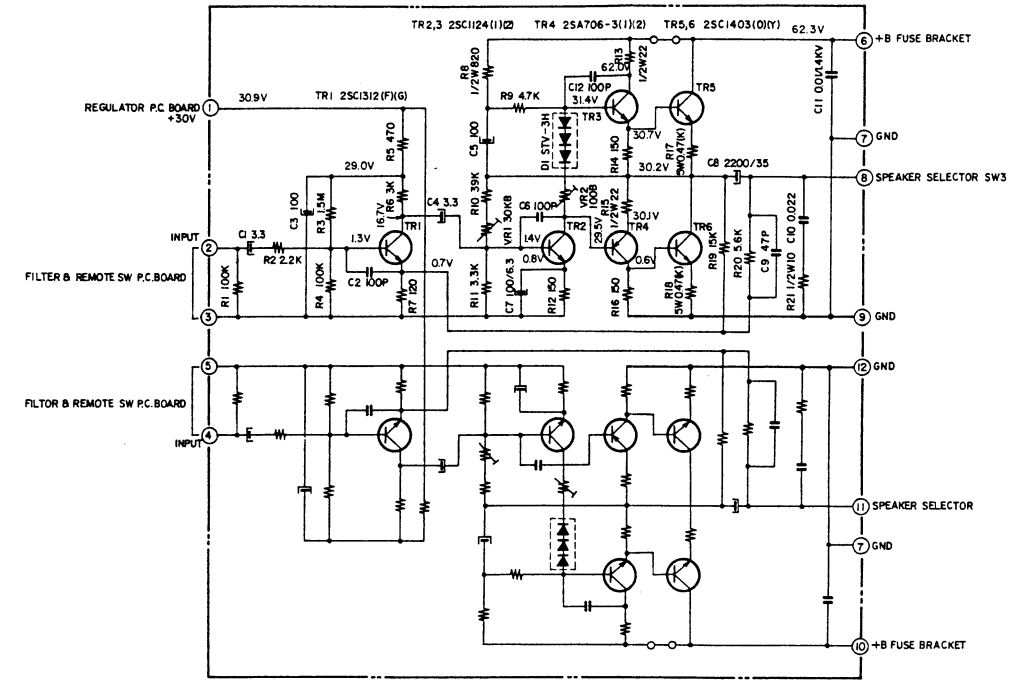 TR2,3 2SC1124(1)(2) TR4 2SA706-3(1)(2) TR5,6 2SC1403(0)(Y)
62.3V
6 +B FUSE BRACKET
R8
1/2W 820
R13
1/2W22
62.0V
C12 100P
C11 0.01/1.4KV
REGULATOR P.C BOARD 1
+30V
30.9V
TR1 2SC1312(F)(G)
R9 4.7K
31.4V
TR3
TR5
R5 470
C5 100
D1 STV-3H
30.7V
R14 150
R17
5W0.47(K)
7 GND
29.0V
30.2V
C8 2200/35
8 SPEAKER SELECTOR SW3
C3 100
R3 1.5M
R6 3K
16.7V
C4 3.3
R10 39K
VR1 30KB
C6 100P
VR2
100B
R15
1/2W22
29.5V
30.1V
INPUT
2
C1 3.3
R2 2.2K
1.3V
TR1
1.4V
TR2
TR4
TR6
R19 15K
R20 5.6K
C9 47P
C10 0.022
0.7V
0.8V
0.6V
FILTER & REMOTE SW P.C.BOARD
R1 100K
R4 100K
C2 100P
R7 120
R11 3.3K
C7 100/6.3
R12 150
R16 150
R18
5W0.47(K)
R21 1/2W10
3
9 GND
5
12 GND
FILTOR & REMOTE SW P.C.BOARD
4
INPUT
11 SPEAKER SELECTOR
7 GND
10 +B FUSE BRACKET